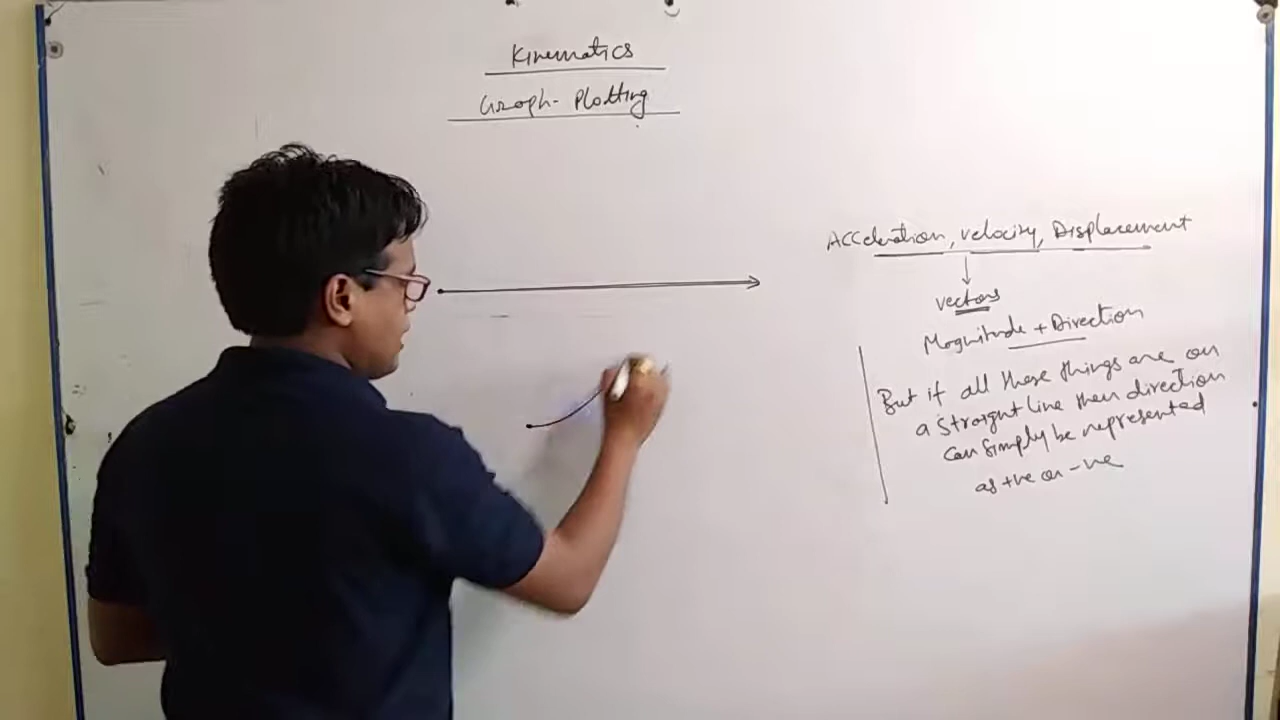 Kinematics
Graph- Plotting
Acceleration, velocity, Displacement
vectors
Magnitude + Direction
But if all these things are on
a straight line then direction
can simply be represented
as +ve or -ve